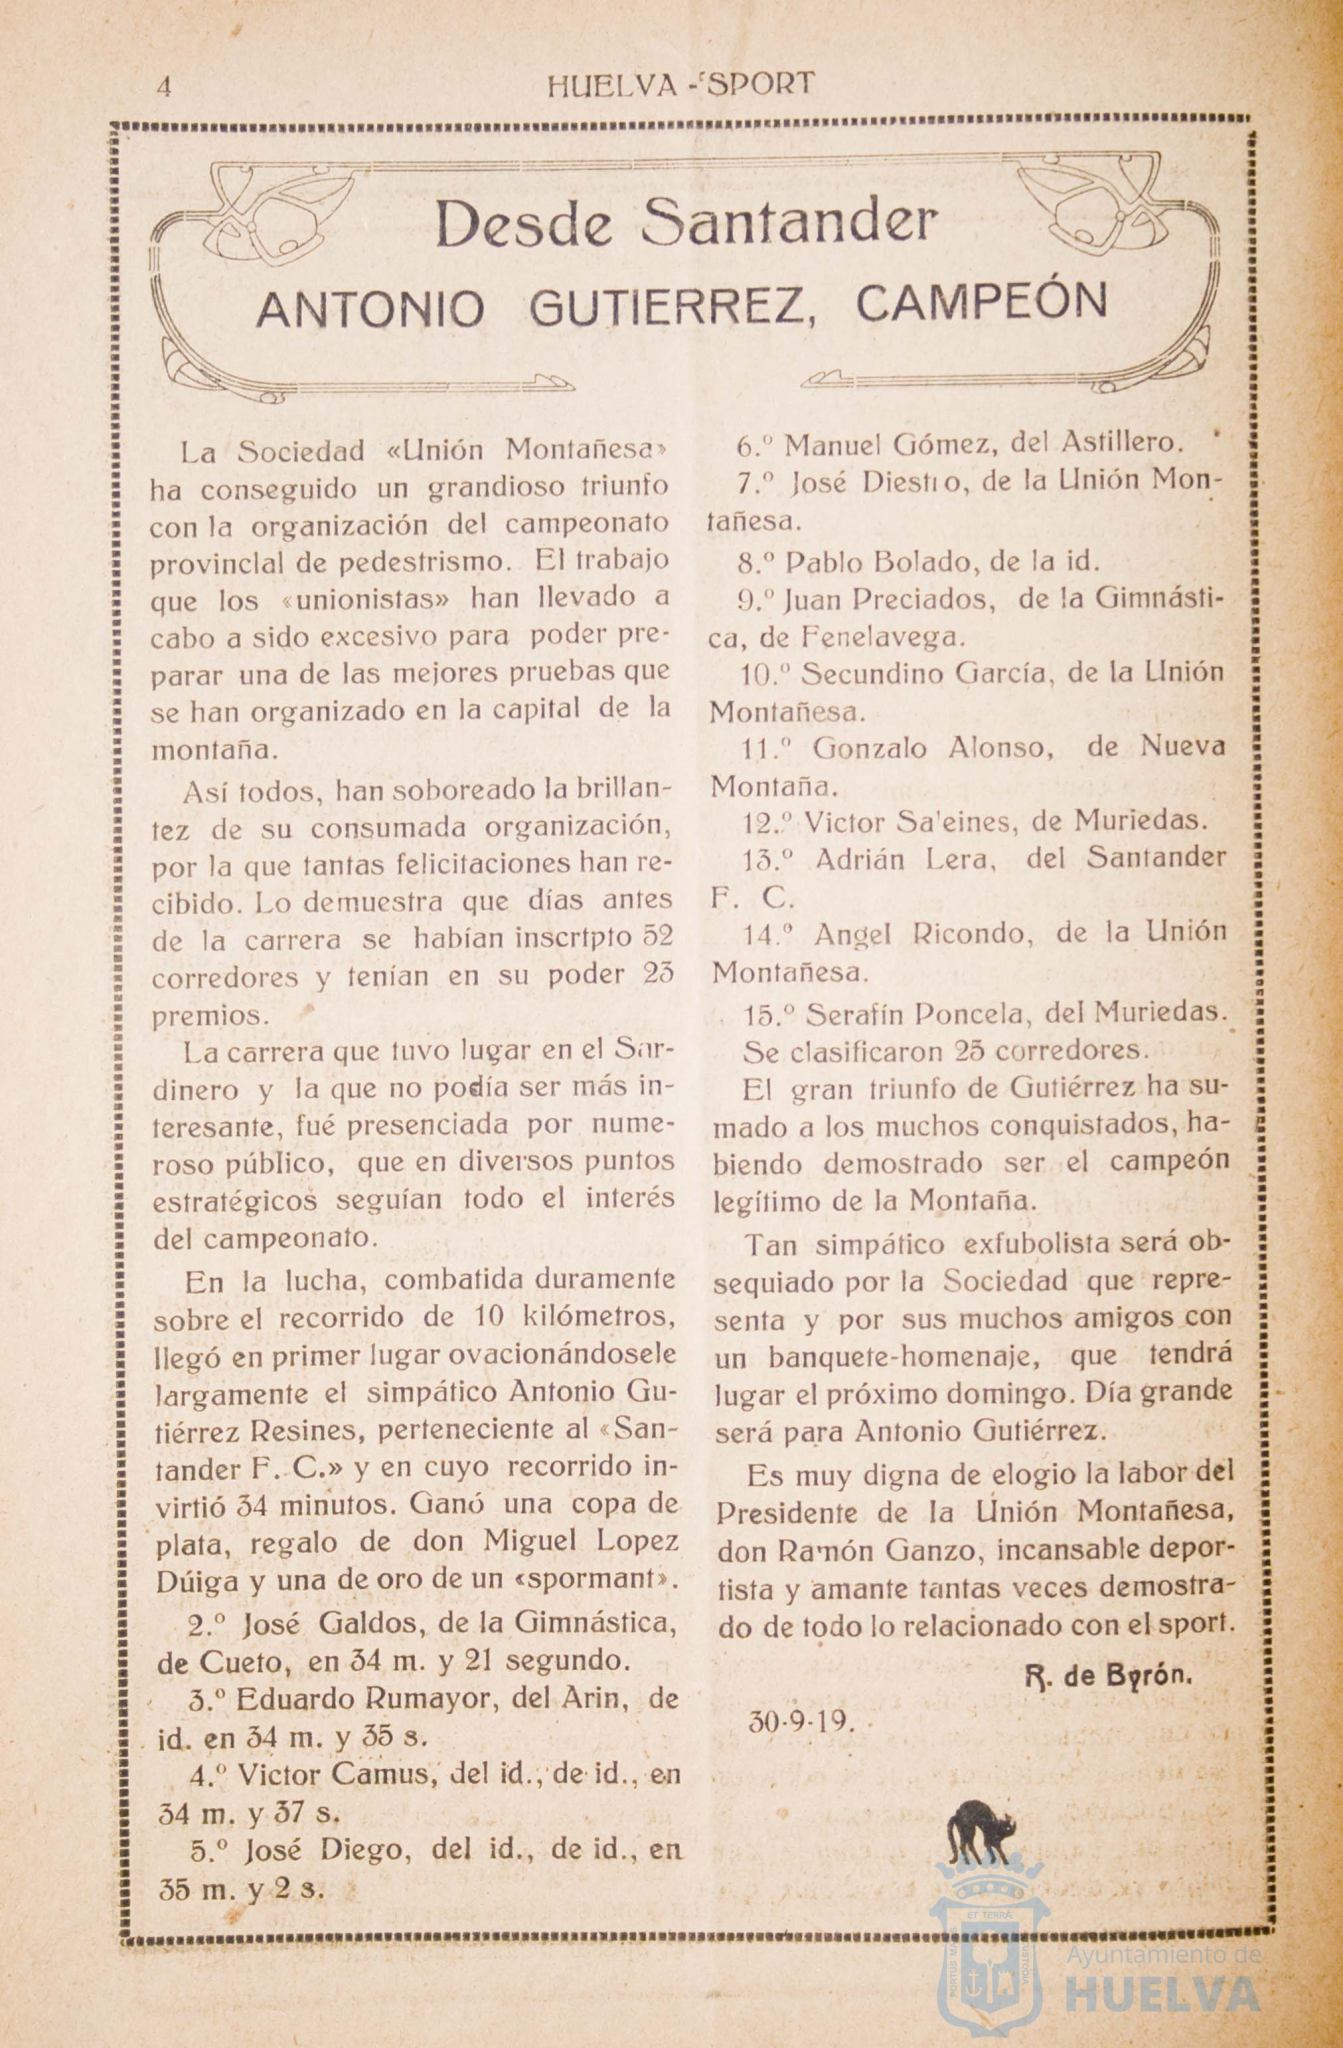 4
HUELVA - SPORT
Desde Santander
ANTONIO GUTIERREZ, CAMPEÓN
La Sociedad «Unión Montañesa»
ha conseguido un grandioso triunfo
con la organización del campeonato
provinclal de pedestrismo. El trabajo
que los «unionistas» han llevado a
cabo a sido excesivo para poder pre-
parar una de las mejores pruebas que
se han organizado en la capital de la
montaña.
Así todos, han soboreado la brillan-
tez de su consumada organización,
por la que tantas felicitaciones han re-
cibido. Lo demuestra que días antes
de la carrera se habían inscrtpto 52
corredores y tenían en su poder 23
premios.
La carrera que tuvo lugar en el Sar-
dinero y la que no podía ser más in-
teresante, fué presenciada por nume-
roso público, que en diversos puntos
estratégicos seguían todo el interés
del campeonato.
En la lucha, combatida duramente
sobre el recorrido de 10 kilómetros,
llegó en primer lugar ovacionándosele
largamente el simpático Antonio Gu-
tiérrez Resines, perteneciente al «San-
tander F. C.» y en cuyo recorrido in-
virtió 34 minutos. Ganó una copa de
plata, regalo de don Miguel Lopez
Dúiga y una de oro de un «spormant».
2.º José Galdos, de la Gimnástica,
de Cueto, en 34 m. y 21 segundo.
3.º Eduardo Rumayor, del Arin, de
id. en 34 m. y 35 s.
4.º Victor Camus, del id., de id., en
34 m. y 37 s.
5.º José Diego, del id., de id., en
35 m. y 2 s.
6.º Manuel Gómez, del Astillero.
7.º José Diestro, de la Unión Mon-
tañesa.
8.º Pablo Bolado, de la id.
9.º Juan Preciados, de la Gimnásti-
ca, de Fenelavega.
10.º Secundino García, de la Unión
Montañesa.
11.º Gonzalo Alonso, de Nueva
Montaña.
12.º Victor Sa'eines, de Muriedas.
13.º Adrián Lera, del Santander
F. C.
14.º Angel Ricondo, de la Unión
Montañesa.
15.º Serafín Poncela, del Muriedas.
Se clasificaron 25 corredores.
El gran triunfo de Gutiérrez ha su-
mado a los muchos conquistados, ha-
biendo demostrado ser el campeón
legítimo de la Montaña.
Tan simpático exfubolista será ob-
sequiado por la Sociedad que repre-
senta y por sus muchos amigos con
un banquete-homenaje, que tendrá
lugar el próximo domingo. Día grande
será para Antonio Gutiérrez.
Es muy digna de elogio la labor del
Presidente de la Unión Montañesa,
don Ramón Ganzo, incansable depor-
tista y amante tantas veces demostra-
do de todo lo relacionado con el sport.
R. de Byrón.
30-9-19.
ET TERRÆ
PORTUS MARIS
CUSTODIA
Ayuntamiento de
HUELVA